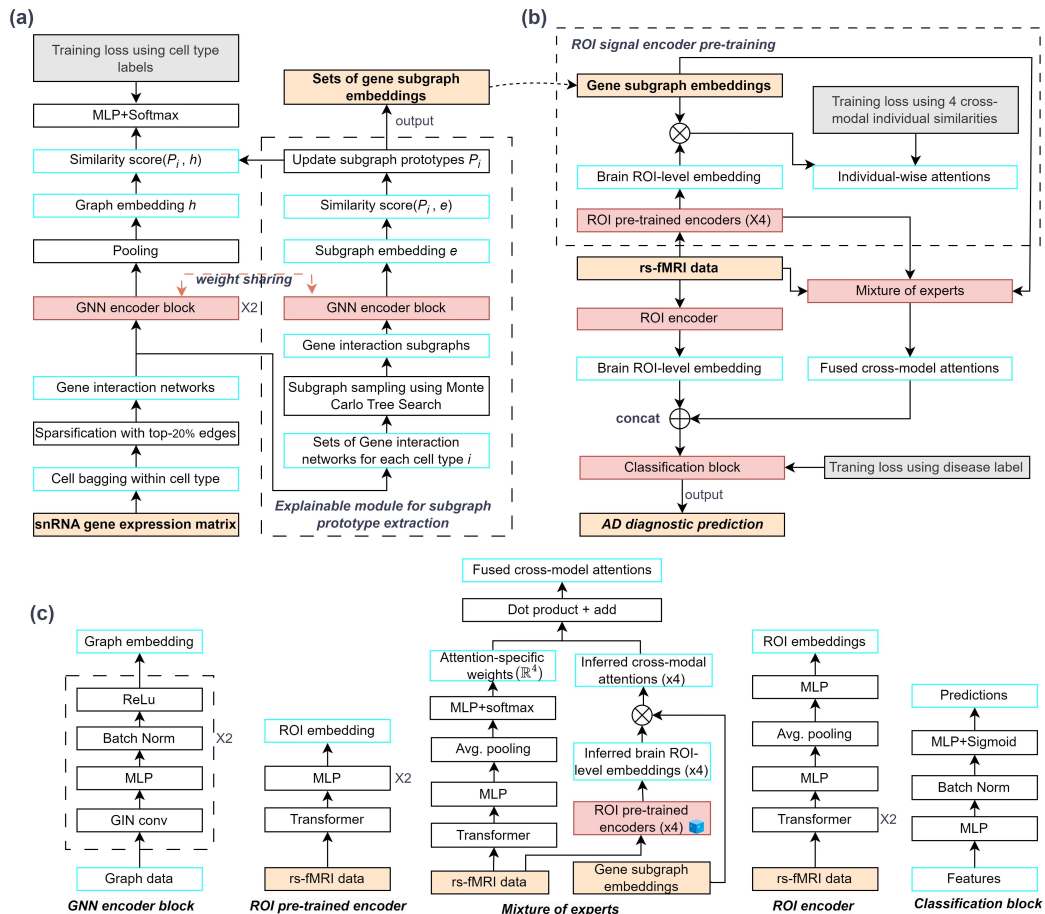 (a)
Training loss using cell type
labels
MLP+Softmax
Similarity score(Pᵢ , h)
Graph embedding h
Pooling
GNN encoder block
X2
Gene interaction networks
Sparsification with top-20% edges
Cell bagging within cell type
snRNA gene expression matrix
weight sharing
Sets of gene subgraph
embeddings
output
Update subgraph prototypes Pᵢ
Similarity score(Pᵢ , e)
Subgraph embedding e
GNN encoder block
Gene interaction subgraphs
Subgraph sampling using Monte
Carlo Tree Search
Sets of Gene interaction
networks for each cell type i
Explainable module for subgraph
prototype extraction
(b)
ROI signal encoder pre-training
Gene subgraph embeddings
Training loss using 4 cross-
modal individual similarities
Brain ROI-level embedding
Individual-wise attentions
ROI pre-trained encoders (X4)
rs-fMRI data
Mixture of experts
ROI encoder
Brain ROI-level embedding
Fused cross-model attentions
concat
Classification block
Traning loss using disease label
output
AD diagnostic prediction
(c)
Graph embedding
ReLu
Batch Norm
X2
MLP
GIN conv
Graph data
GNN encoder block
ROI embedding
MLP
X2
Transformer
rs-fMRI data
ROI pre-trained encoder
Fused cross-model attentions
Dot product + add
Attention-specific
weights (ℝ⁴)
MLP+softmax
Avg. pooling
MLP
Transformer
rs-fMRI data
Inferred cross-modal
attentions (x4)
Inferred brain ROI-
level embeddings (x4)
ROI pre-trained
encoders (x4)
Gene subgraph
embeddings
Mixture of experts
ROI embeddings
MLP
Avg. pooling
MLP
Transformer
X2
rs-fMRI data
ROI encoder
Predictions
MLP+Sigmoid
Batch Norm
MLP
Features
Classification block